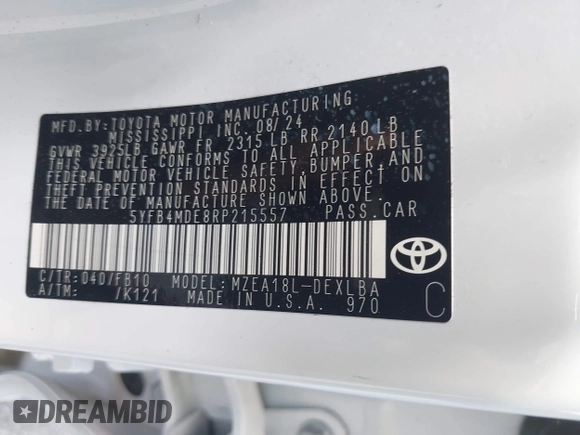 MFD. BY: TOYOTA MOTOR MANUFACTURING
MISSISSIPPI, INC. 08/24
GVWR 3925LB GAWR FR 2315 LB RR 2140 LB
THIS VEHICLE CONFORMS TO ALL APPLICABLE
FEDERAL MOTOR VEHICLE SAFETY, BUMPER, AND
THEFT PREVENTION STANDARDS IN EFFECT ON
THE DATE OF MANUFACTURE SHOWN ABOVE.
5YFB4MDE8RP215557 PASS. CAR
C/TR: 040/FB10 MODEL: MZEA18L-DEXLBA
A/TM: /K121 MADE IN U.S.A. 970
C
DREAMBID